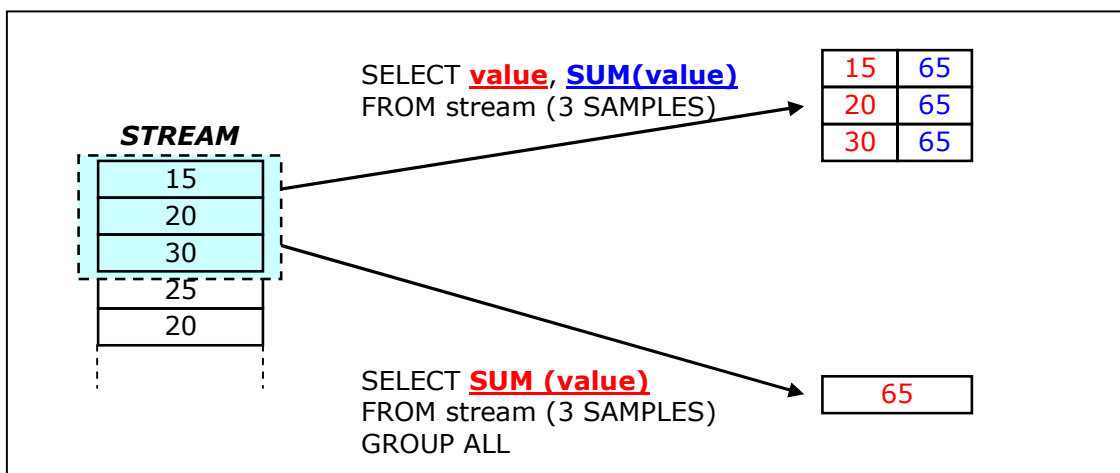 SELECT value, SUM(value)
FROM stream (3 SAMPLES)
15 65
20 65
30 65
STREAM
15
20
30
25
20
SELECT SUM (value)
FROM stream (3 SAMPLES)
GROUP ALL
65